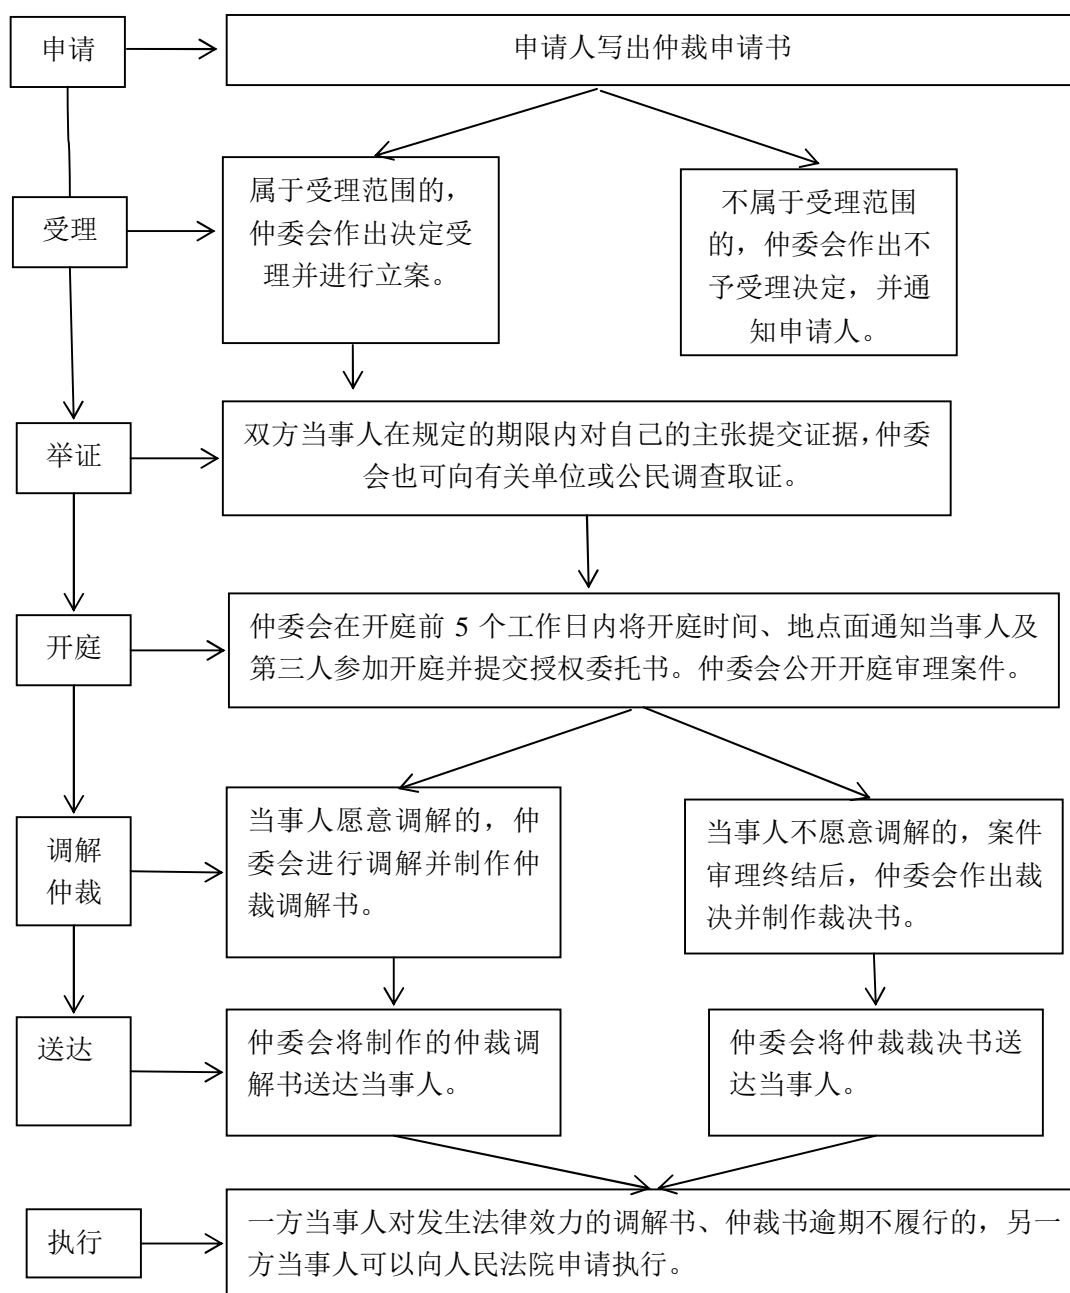 申请
申请人写出仲裁申请书
受理
属于受理范围的，
仲委会作出决定受
理并进行立案。
不属于受理范围
的，仲委会作出不
予受理决定，并通
知申请人。
举证
双方当事人在规定的期限内对自己的主张提交证据,仲委
会也可向有关单位或公民调查取证。
开庭
仲委会在开庭前 5 个工作日内将开庭时间、地点面通知当事人及
第三人参加开庭并提交授权委托书。仲委会公开开庭审理案件。
调解
仲裁
当事人愿意调解的，仲
委会进行调解并制作仲
裁调解书。
当事人不愿意调解的，案件
审理终结后，仲委会作出裁
决并制作裁决书。
送达
仲委会将制作的仲裁调
解书送达当事人。
仲委会将仲裁裁决书送
达当事人。
执行
一方当事人对发生法律效力的调解书、仲裁书逾期不履行的，另一
方当事人可以向人民法院申请执行。